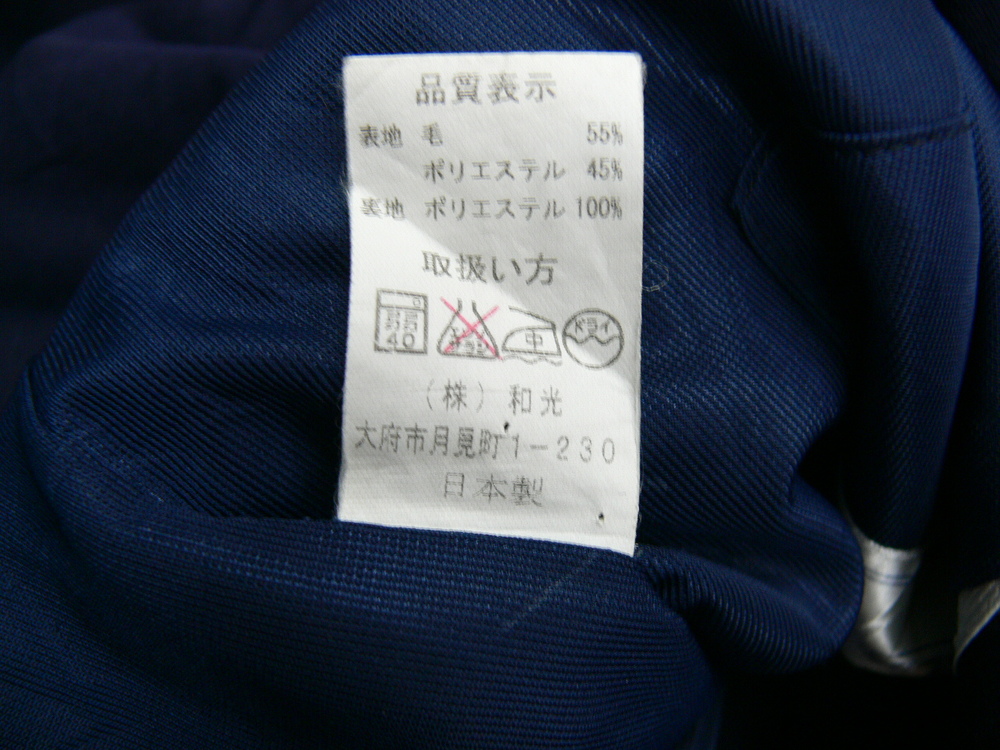 品質表示
表地 毛 55%
ポリエステル 45%
裏地 ポリエステル 100%
取扱い方
40 中 ドライ
(株) 和光
大府市月見町1-230
日本製